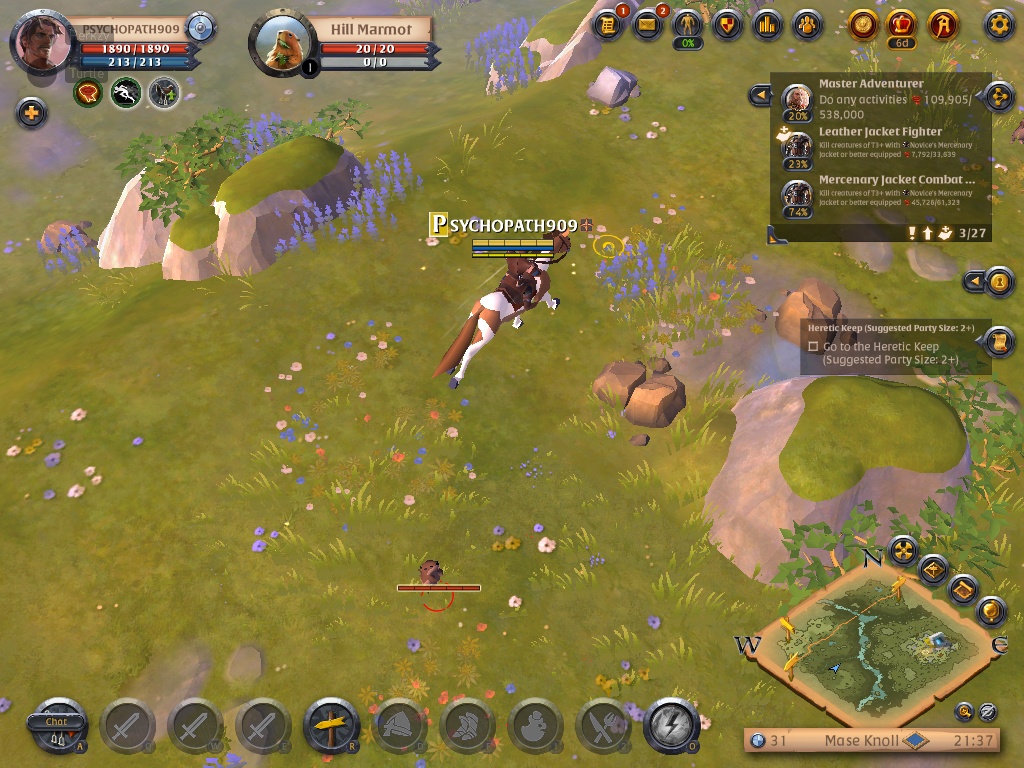 PSYCHOPATH909
1890/1890
213/213
Turtle
Hill Marmot
20/20
0/0
I
1
2
0%
6d
Master Adventurer
Do any activities 109,905/
538,000
20%
Leather Jacket Fighter
Kill creatures of T3+ with Novice's Mercenary
Jacket or better equipped 7,792/33,639
23%
Mercenary Jacket Combat ...
Kill creatures of T3+ with Novice's Mercenary
Jacket or better equipped 45,726/61,323
74%
3/27
PSYCHOPATH909
Heretic Keep (Suggested Party Size: 2+)
Go to the Heretic Keep
(Suggested Party Size: 2+)
N
W
E
Chat
A
Q
W
E
R
D
F
O
31
Mase Knoll
21:37